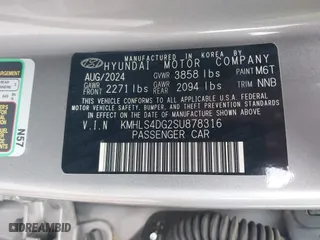 MANUFACTURED IN KOREA BY
HYUNDAI MOTOR COMPANY
AUG/2024 GVWR 3858 lbs PAINT M6T
GAWR FRONT 2271 lbs GAWR REAR 2094 lbs TRIM NNB
THIS VEHICLE CONFORMS TO ALL APPLICABLE
FEDERAL MOTOR VEHICLE SAFETY, BUMPER, AND
THEFT PREVENTION STANDARDS IN EFFECT ON
THE DATE OF MANUFACTURE SHOWN ABOVE.
V.I.N KMHLS4DG2SU878316
PASSENGER CAR
N57
FASTBIDCARS